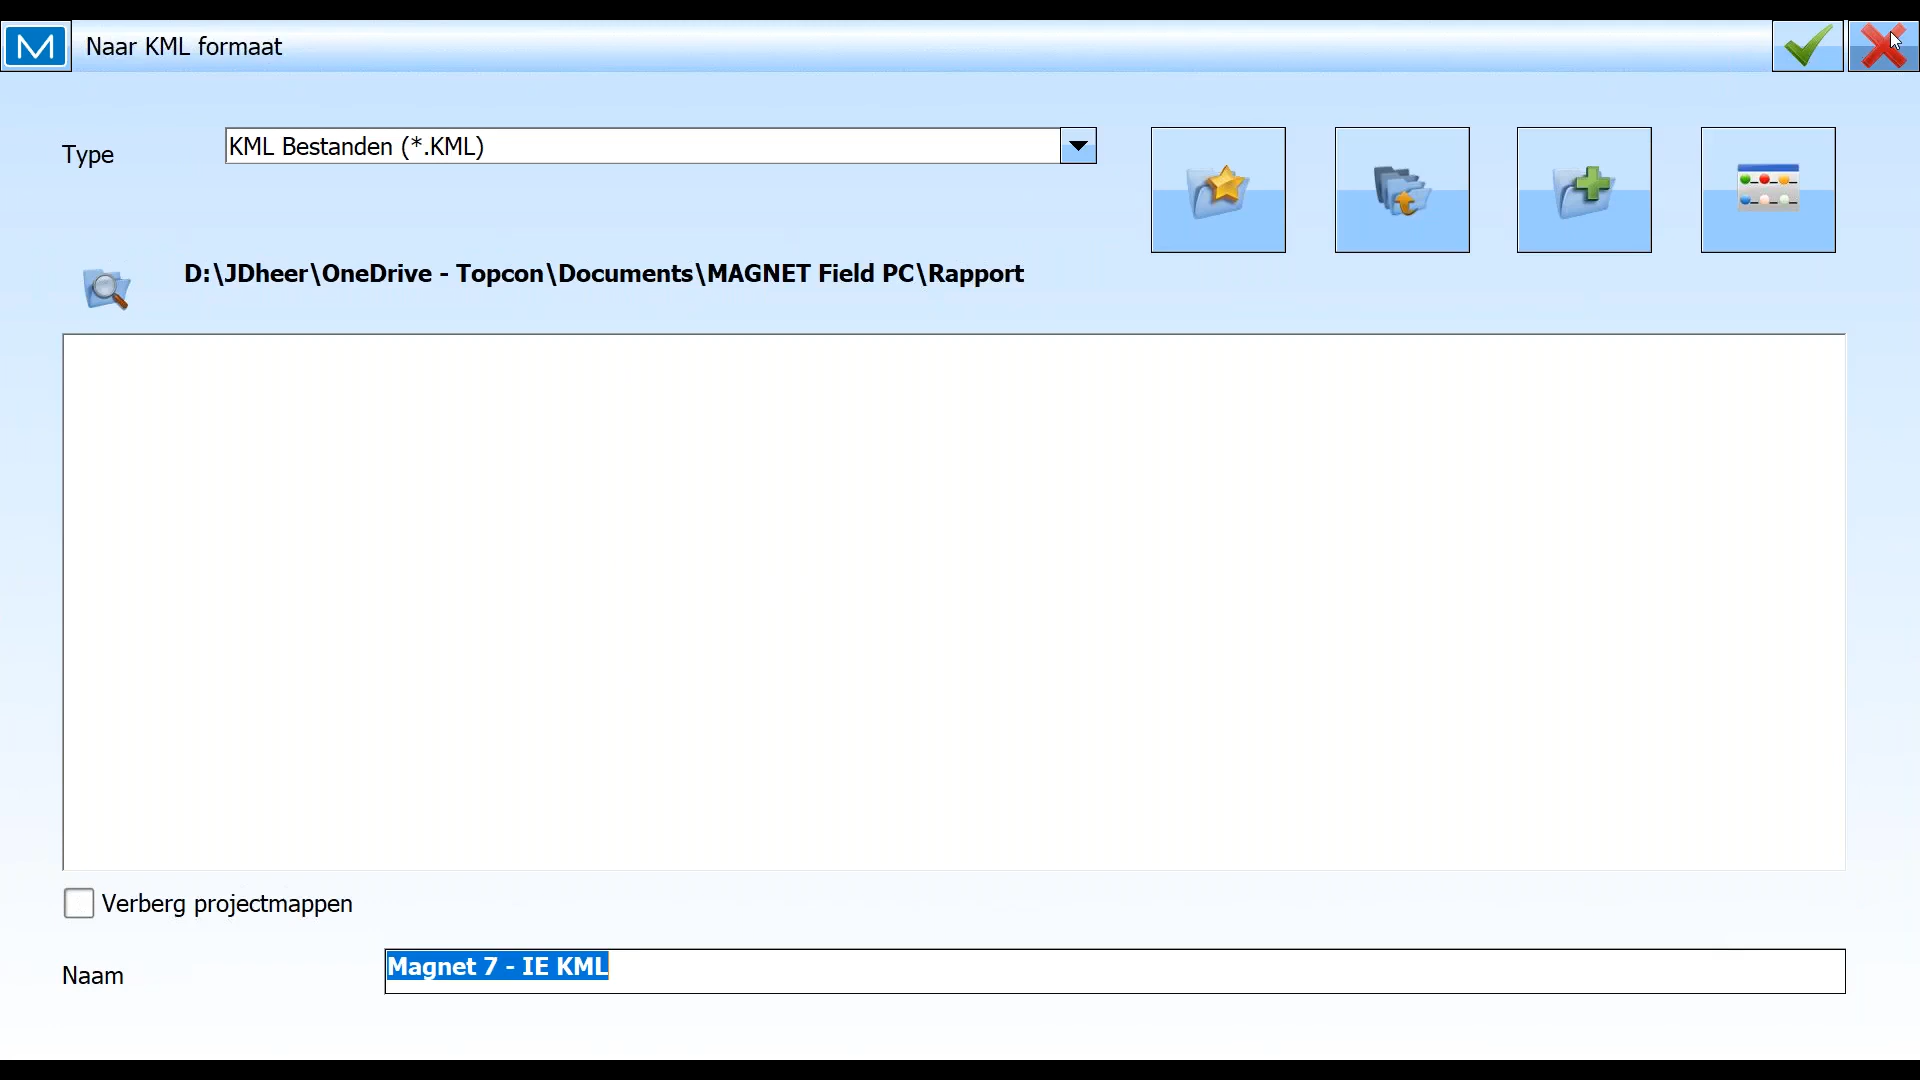 Naar KML formaat
Type
KML Bestanden (*.KML)
D:\JDheer\OneDrive - Topcon\Documents\MAGNET Field PC\Rapport
Verberg projectmappen
Naam
Magnet 7 - IE KML